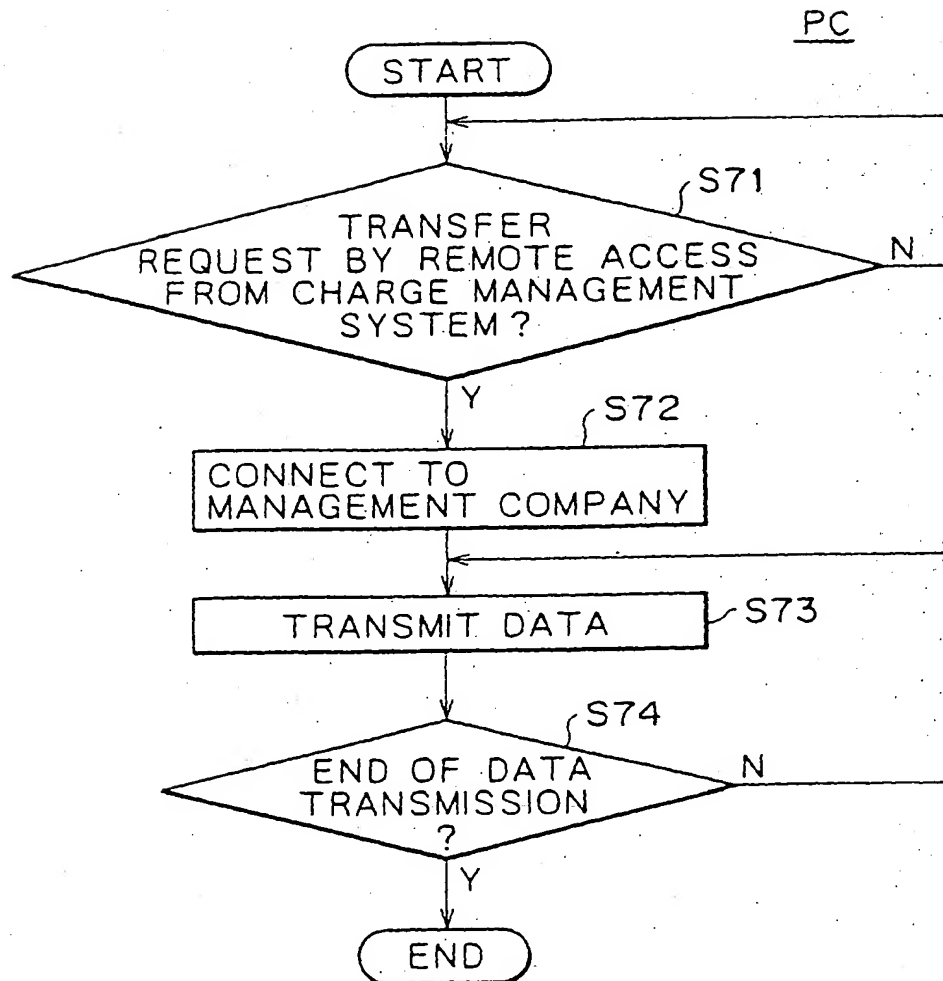 PC
START
S71
TRANSFER
REQUEST BY REMOTE ACCESS
FROM CHARGE MANAGEMENT
SYSTEM?
N
Y
S72
CONNECT TO
MANAGEMENT COMPANY
TRANSMIT DATA
S73
S74
END OF DATA
TRANSMISSION
?
N
Y
END